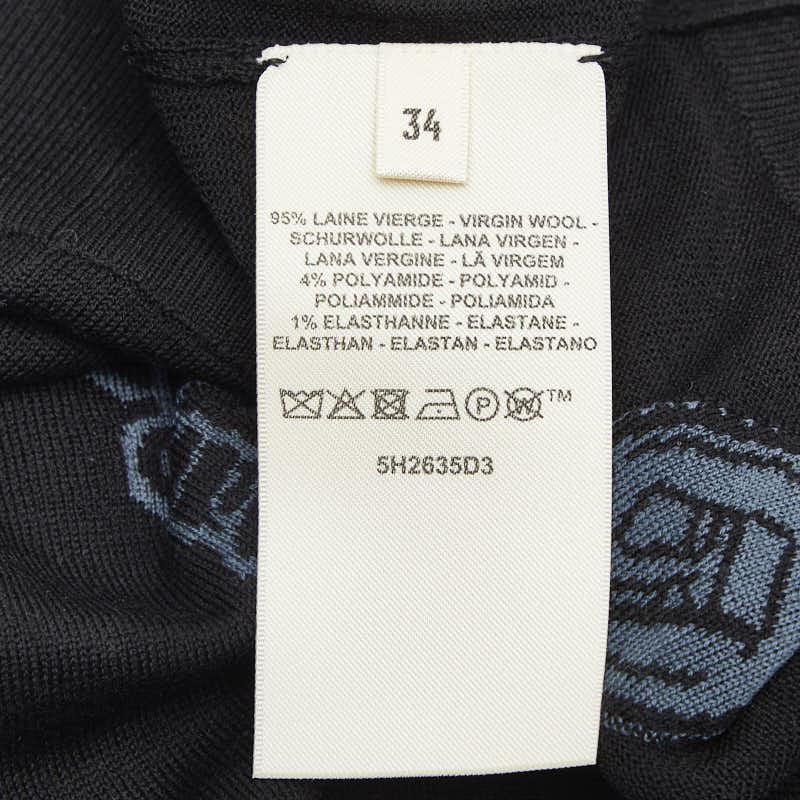 34
95% LAINE VIERGE - VIRGIN WOOL -
SCHURWOLLE - LANA VIRGEN -
LANA VERGINE - LÃ VIRGEM
4% POLYAMIDE - POLYAMID -
POLIAMMIDE - POLIAMIDA
1% ELASTHANNE - ELASTANE -
ELASTHAN - ELASTAN - ELASTANO
P W TM
5H2635D3